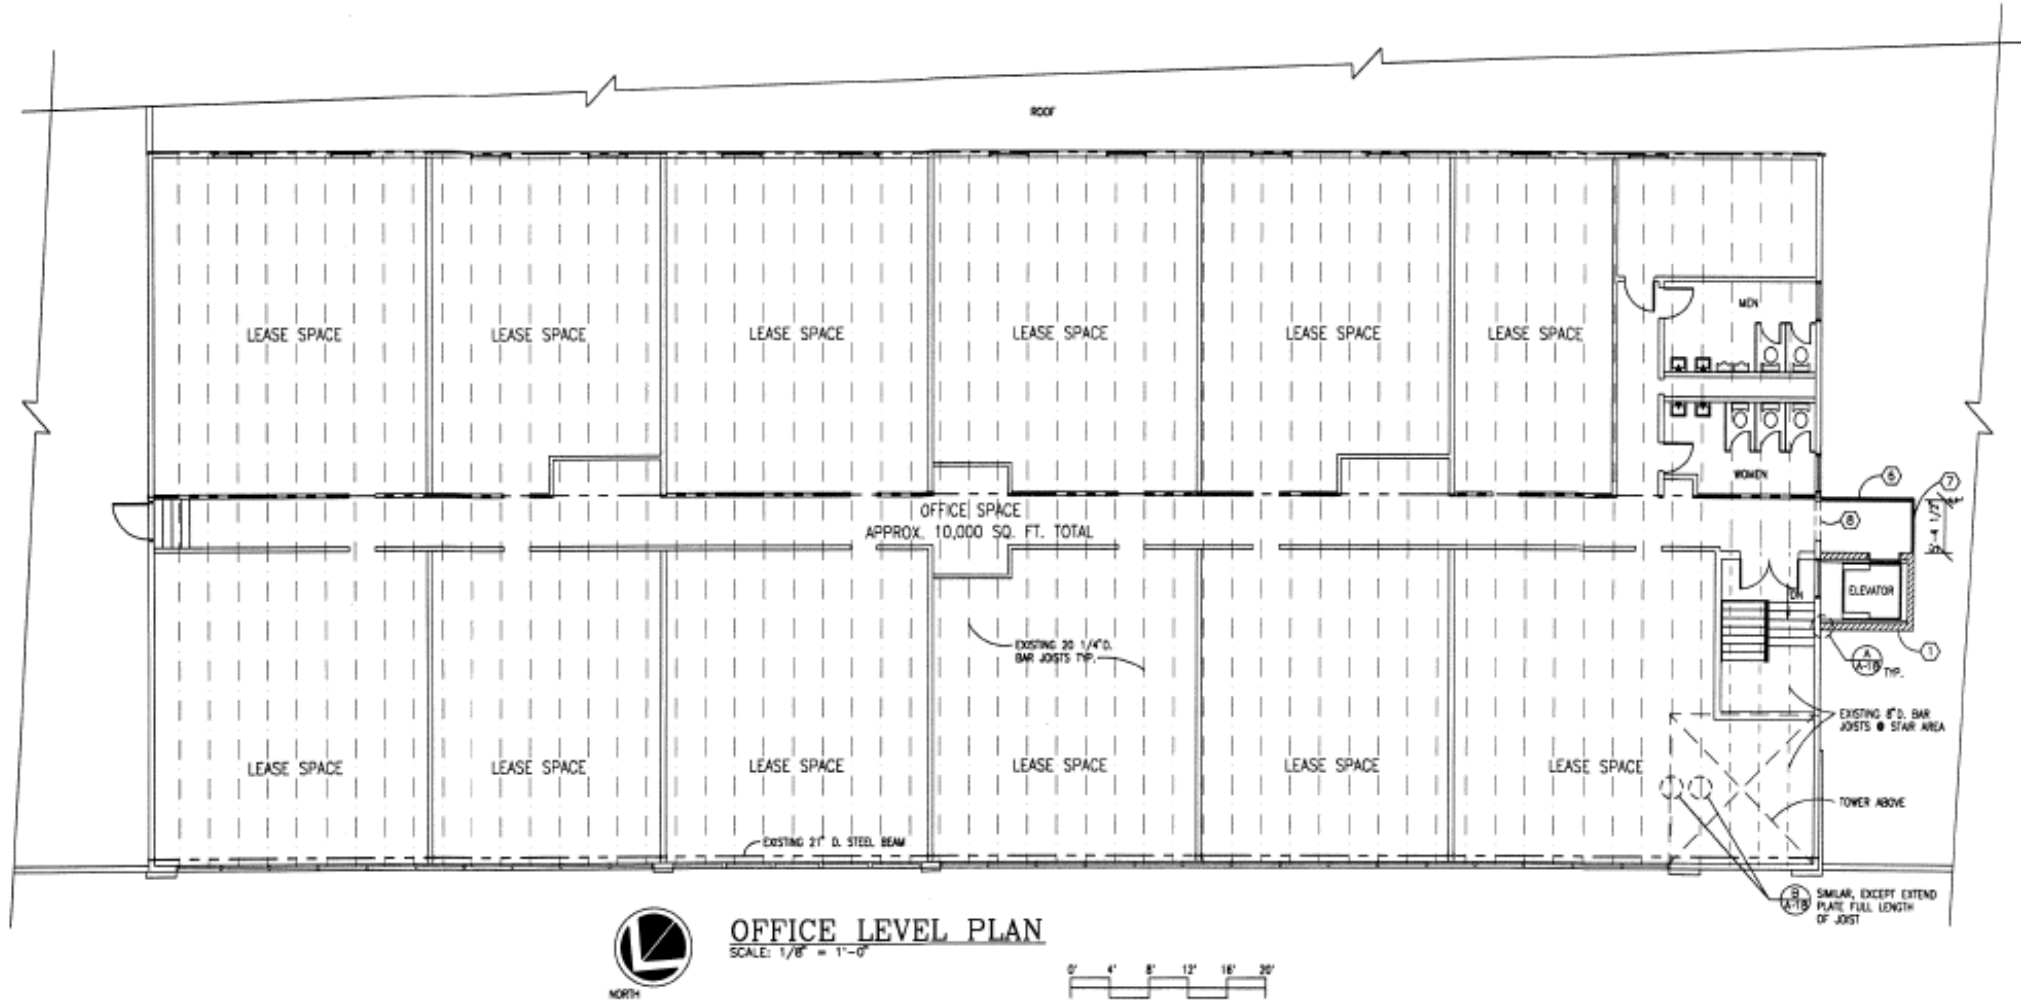 ROOF
MEN
LEASE SPACE
LEASE SPACE
LEASE SPACE
LEASE SPACE
LEASE SPACE
LEASE SPACE
WOMEN
6
7
8
OFFICE SPACE
APPROX. 10,000 SQ. FT. TOTAL
ELEVATOR
DN
EXISTING 20 1/4"D.
BAR JOISTS TYP.
1
A
A-18
TYP.
EXISTING 8"D. BAR
JOISTS @ STAIR AREA
LEASE SPACE
LEASE SPACE
LEASE SPACE
LEASE SPACE
LEASE SPACE
LEASE SPACE
TOWER ABOVE
EXISTING 21" D. STEEL BEAM
B
A-18
SIMILAR, EXCEPT EXTEND
PLATE FULL LENGTH
OF JOIST
OFFICE LEVEL PLAN
SCALE: 1/8" = 1'-0"
NORTH
0' 4' 8' 12' 16' 20'